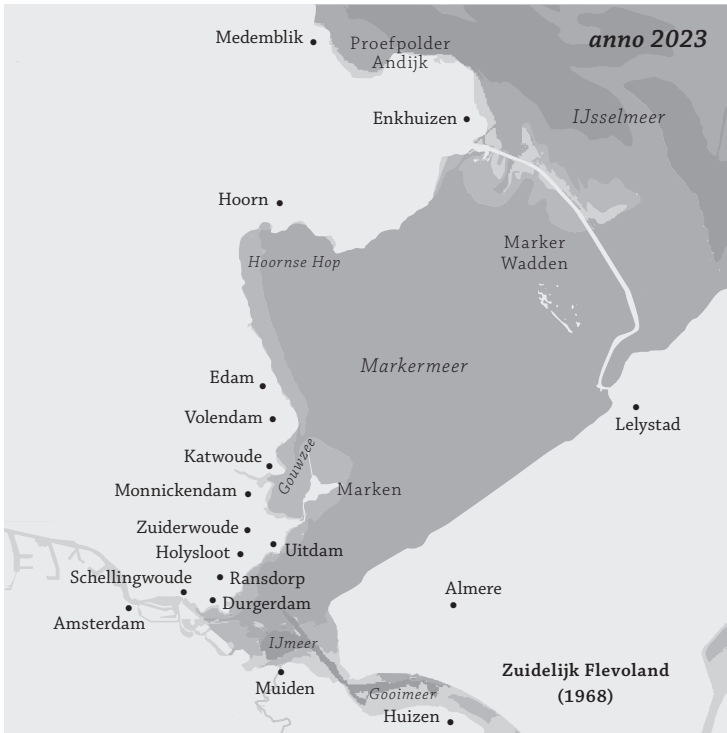 anno 2023
Medemblik
Proefpolder
Andijk
Enkhuizen
IJsselmeer
Hoorn
Marker
Wadden
Hoornse Hop
Markermeer
Edam
Volendam
Lelystad
Katwoude
Gouwzee
Monnickendam
Marken
Zuiderwoude
Uitdam
Holysloot
Schellingwoude
Ransdorp
Almere
Durgerdam
Amsterdam
IJmeer
Zuidelijk Flevoland
(1968)
Muiden
Gooimeer
Huizen